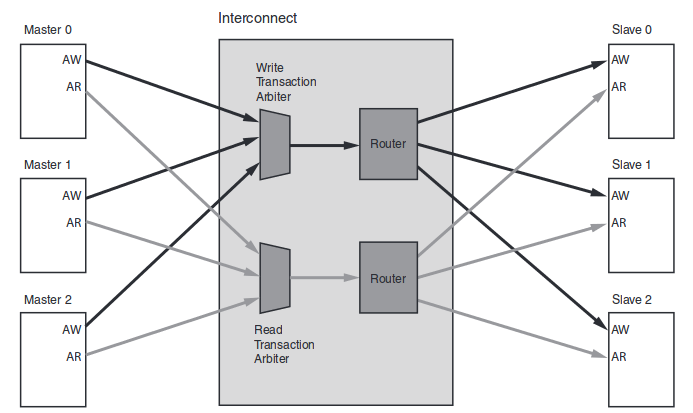 Interconnect
Master 0
AW
AR
Master 1
AW
AR
Master 2
AW
AR
Write
Transaction
Arbiter
Router
Read
Transaction
Arbiter
Router
Slave 0
AW
AR
Slave 1
AW
AR
Slave 2
AW
AR